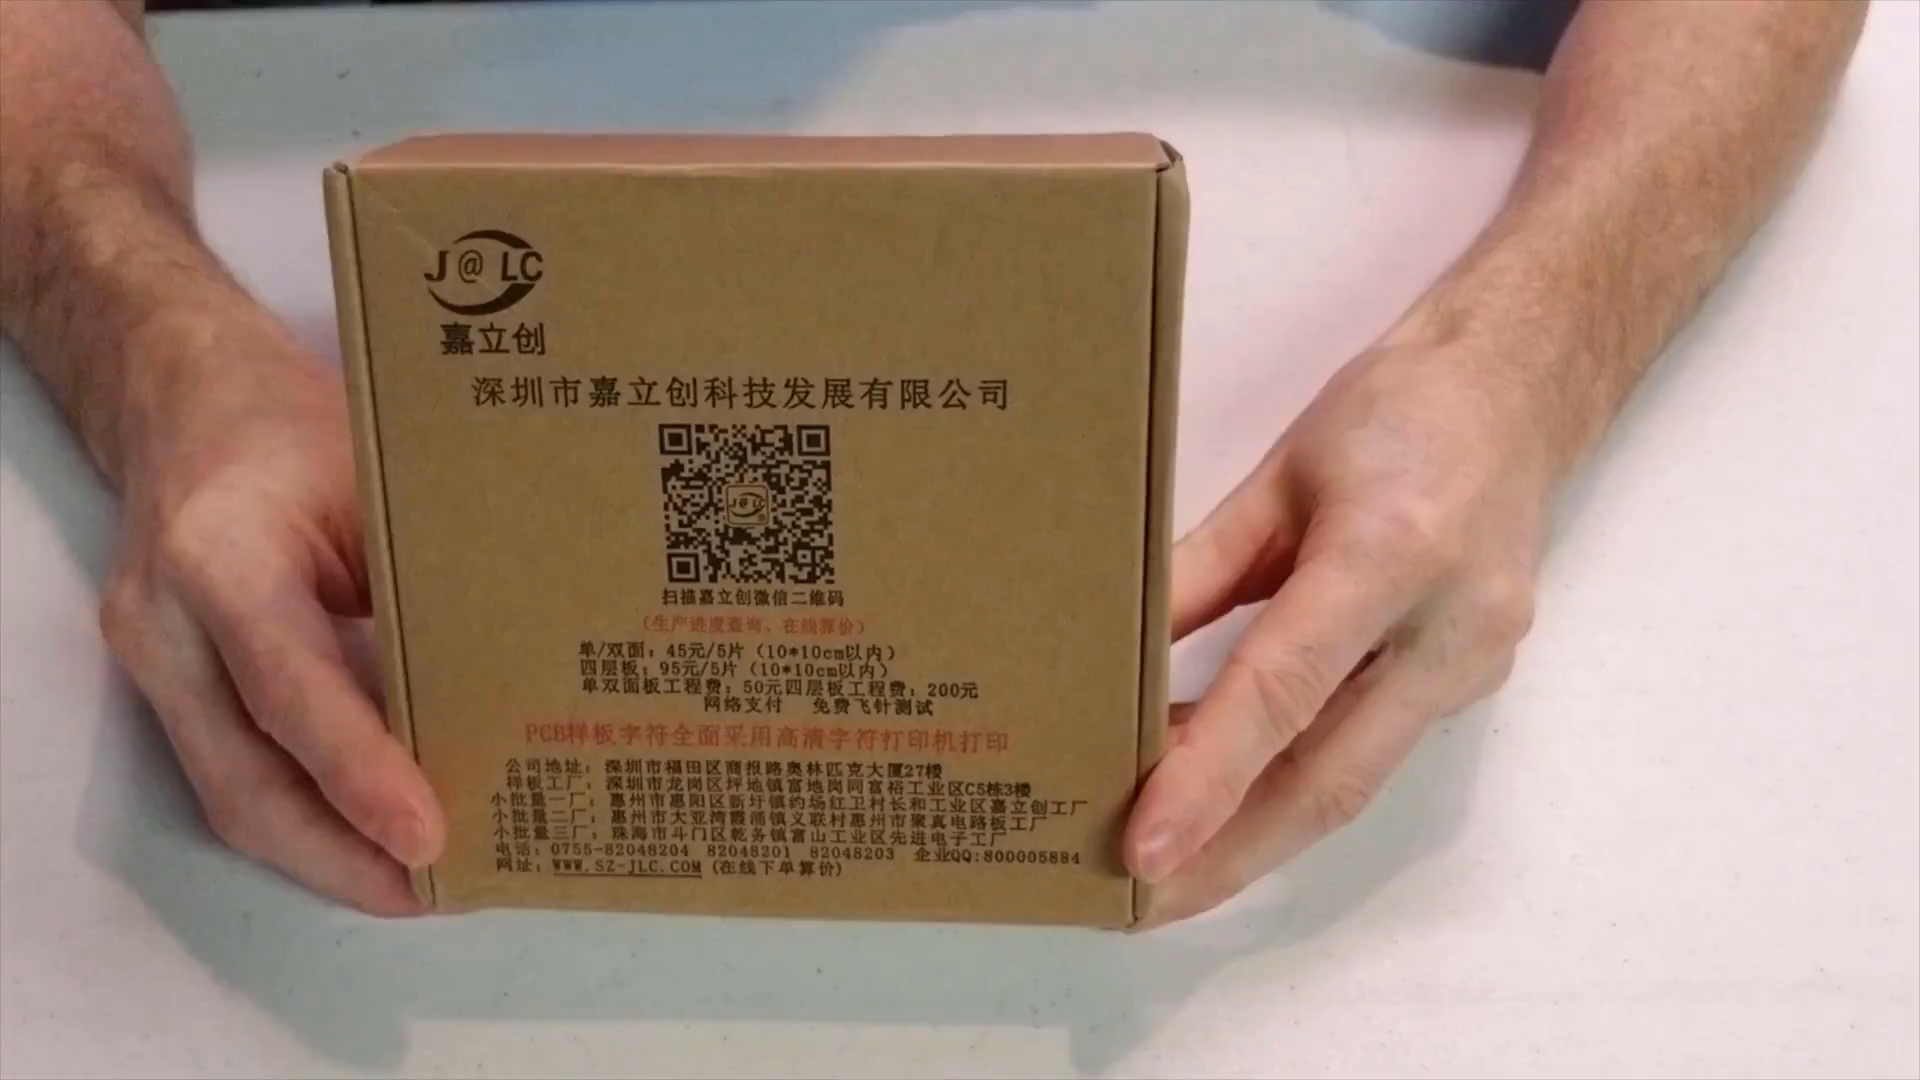 J@LC
嘉立创
深圳市嘉立创科技发展有限公司
J@LC
扫描嘉立创微信二维码
(生产进度查询、在线算价)
单/双面：45元/5片（10*10cm以内）
四层板：95元/5片（10*10cm以内）
单双面板工程费：50元四层板工程费：200元
网络支付 免费飞针测试
PCB样板字符全面采用高清字符打印机打印
公司地址：深圳市福田区商报路奥林匹克大厦27楼
样板工厂：深圳市龙岗区坪地镇富地岗同富裕工业区C5栋3楼
小批量一厂：惠州市惠阳区新圩镇约场红卫村长和工业区嘉立创工厂
小批量二厂：惠州市大亚湾霞涌镇义联村惠州市聚真电路板工厂
小批量三厂：珠海市斗门区乾务镇富山工业区先进电子工厂
电话：0755-82048204 82048201 82048203 企业QQ:800005884
网址：WWW.SZ-JLC.COM (在线下单算价)